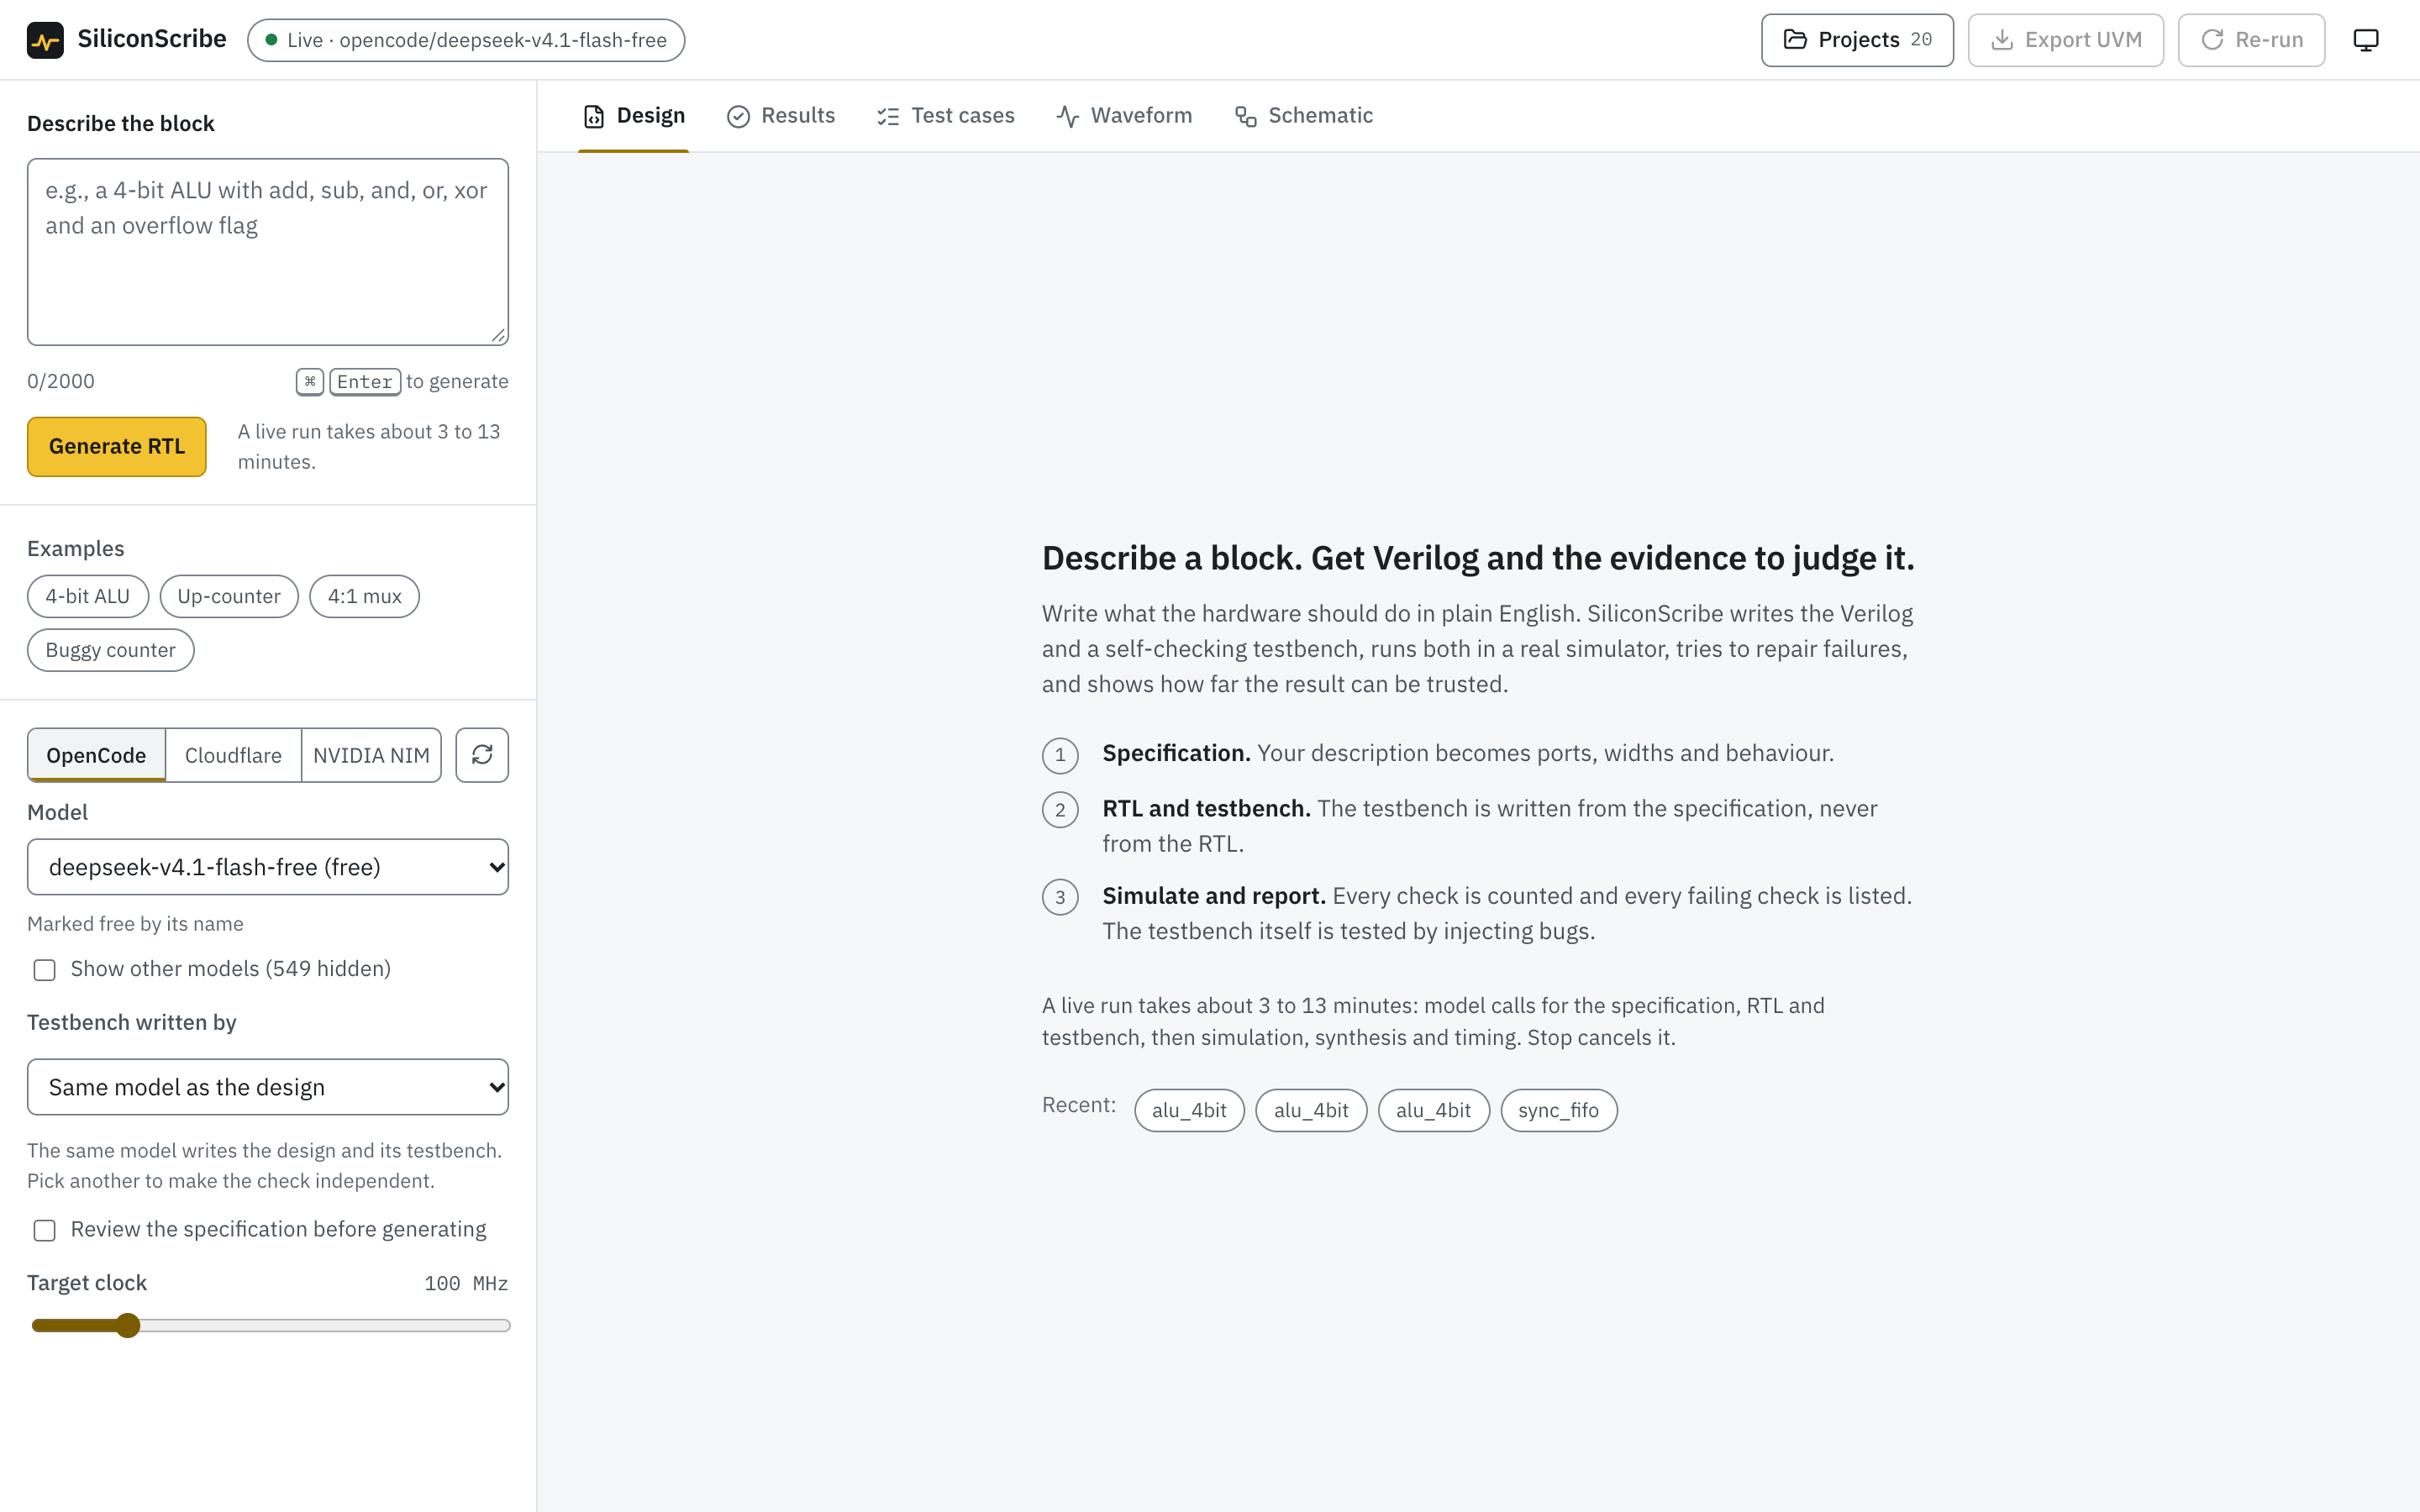 SiliconScribe
Live · opencode/deepseek-v4.1-flash-free
Projects 20
Export UVM
Re-run
Describe the block
e.g., a 4-bit ALU with add, sub, and, or, xor
and an overflow flag
0/2000
⌘ Enter to generate
Generate RTL
A live run takes about 3 to 13
minutes.
Examples
4-bit ALU
Up-counter
4:1 mux
Buggy counter
OpenCode
Cloudflare
NVIDIA NIM
Model
deepseek-v4.1-flash-free (free)
Marked free by its name
Show other models (549 hidden)
Testbench written by
Same model as the design
The same model writes the design and its testbench.
Pick another to make the check independent.
Review the specification before generating
Target clock
100 MHz
Design
Results
Test cases
Waveform
Schematic
Describe a block. Get Verilog and the evidence to judge it.
Write what the hardware should do in plain English. SiliconScribe writes the Verilog
and a self-checking testbench, runs both in a real simulator, tries to repair failures,
and shows how far the result can be trusted.
1 Specification. Your description becomes ports, widths and behaviour.
2 RTL and testbench. The testbench is written from the specification, never
from the RTL.
3 Simulate and report. Every check is counted and every failing check is listed.
The testbench itself is tested by injecting bugs.
A live run takes about 3 to 13 minutes: model calls for the specification, RTL and
testbench, then simulation, synthesis and timing. Stop cancels it.
Recent:
alu_4bit
alu_4bit
alu_4bit
sync_fifo